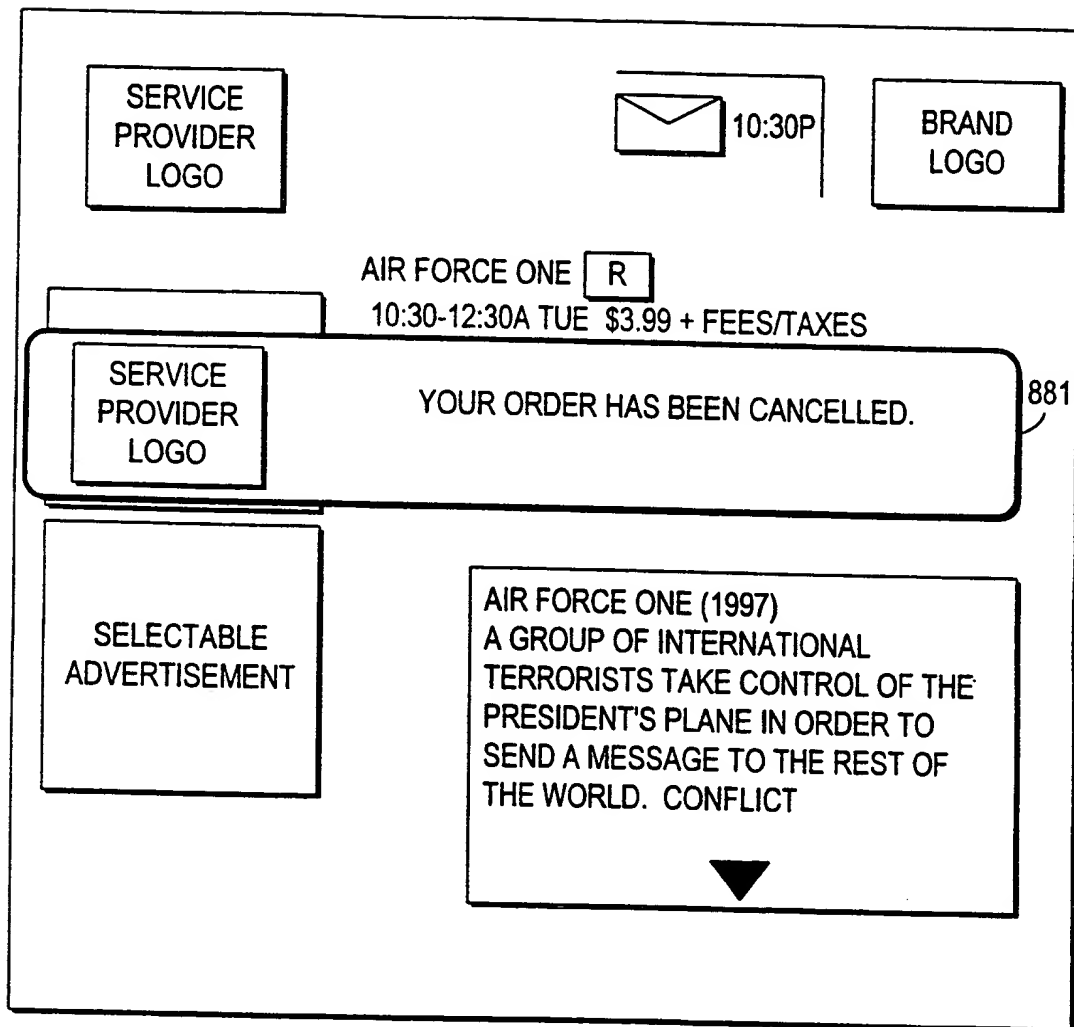 SERVICE
PROVIDER
LOGO
10:30P
BRAND
LOGO
AIR FORCE ONE R
10:30-12:30A TUE $3.99 + FEES/TAXES
SERVICE
PROVIDER
LOGO
YOUR ORDER HAS BEEN CANCELLED.
881
SELECTABLE
ADVERTISEMENT
AIR FORCE ONE (1997)
A GROUP OF INTERNATIONAL
TERRORISTS TAKE CONTROL OF THE
PRESIDENT'S PLANE IN ORDER TO
SEND A MESSAGE TO THE REST OF
THE WORLD. CONFLICT